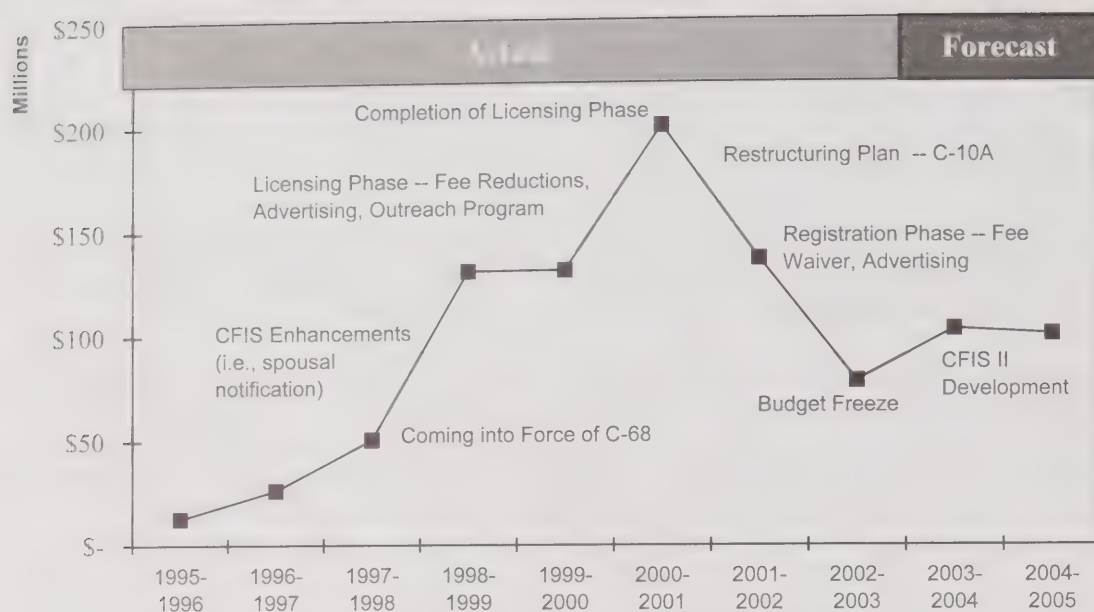 Millions
$250
$200
$150
$100
$50
$-
Forecast
Completion of Licensing Phase
Restructuring Plan -- C-10A
Licensing Phase -- Fee Reductions,
Advertising, Outreach Program
Registration Phase -- Fee
Waiver, Advertising
CFIS Enhancements
(i.e., spousal
notification)
CFIS II
Development
Budget Freeze
Coming into Force of C-68
1995-
1996
1996-
1997
1997-
1998
1998-
1999
1999-
2000
2000-
2001
2001-
2002
2002-
2003
2003-
2004
2004-
2005